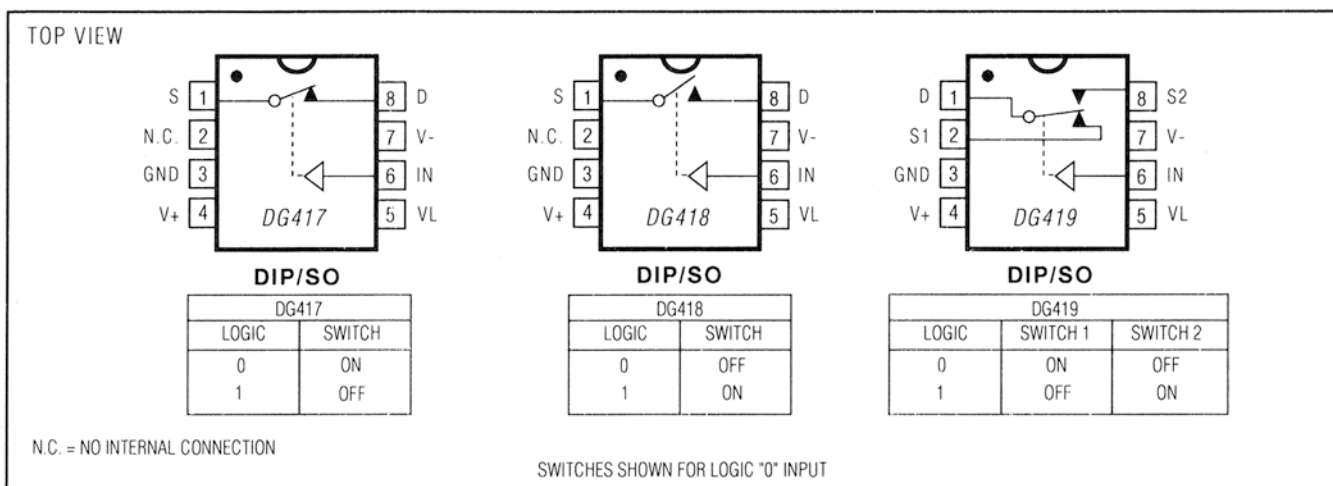 TOP VIEW
S 1 8 D
N.C. 2 7 V-
GND 3 6 IN
V+ 4 5 VL
DG417
DIP/SO
DG417
LOGIC SWITCH
0 ON
1 OFF
S 1 8 D
N.C. 2 7 V-
GND 3 6 IN
V+ 4 5 VL
DG418
DIP/SO
DG418
LOGIC SWITCH
0 OFF
1 ON
D 1 8 S2
S1 2 7 V-
GND 3 6 IN
V+ 4 5 VL
DG419
DIP/SO
DG419
LOGIC SWITCH 1 SWITCH 2
0 ON OFF
1 OFF ON
N.C. = NO INTERNAL CONNECTION
SWITCHES SHOWN FOR LOGIC "0" INPUT